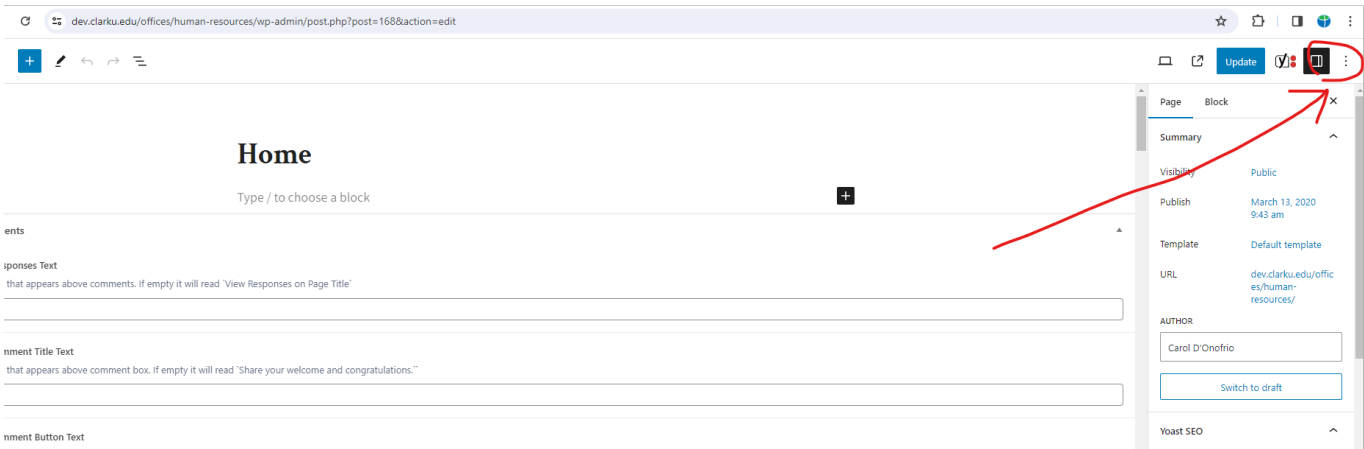 dev.clarku.edu/offices/human-resources/wp-admin/post.php?post=168&action=edit
Update
Page Block
Home
Type / to choose a block
Summary
Visibility Public
Publish March 13, 2020
9:43 am
Template Default template
URL dev.clarku.edu/offic
es/human-
resources/
AUTHOR
Carol D'Onofrio
Switch to draft
Yoast SEO
ents
sponses Text
that appears above comments. If empty it will read `View Responses on Page Title`
mment Title Text
that appears above comment box. If empty it will read `Share your welcome and congratulations.``
mment Button Text